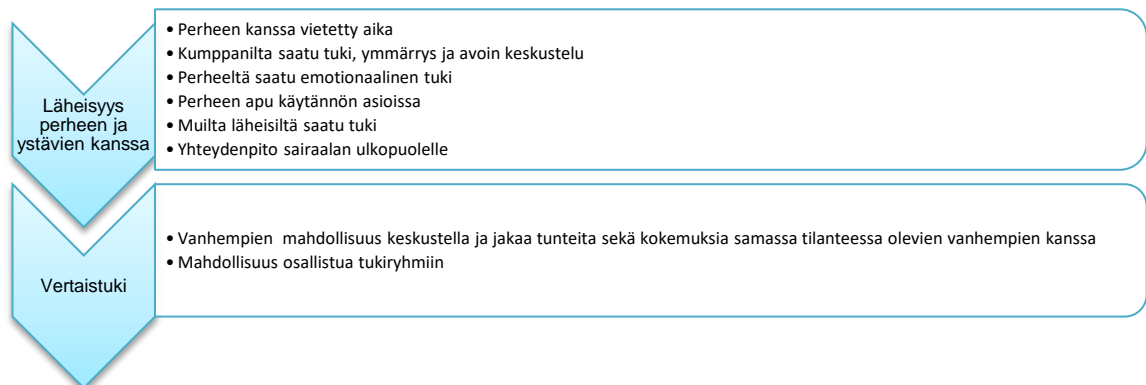 Läheisyys
perheen ja
ystävien kanssa
• Perheen kanssa vietetty aika
• Kumppanilta saatu tuki, ymmärrys ja avoin keskustelu
• Perheeltä saatu emotionaalinen tuki
• Perheen apu käytännön asioissa
• Muilta läheisiltä saatu tuki
• Yhteydenpito sairaalan ulkopuolelle
Vertaistuki
• Vanhempien mahdollisuus keskustella ja jakaa tunteita sekä kokemuksia samassa tilanteessa olevien vanhempien kanssa
• Mahdollisuus osallistua tukiryhmiin